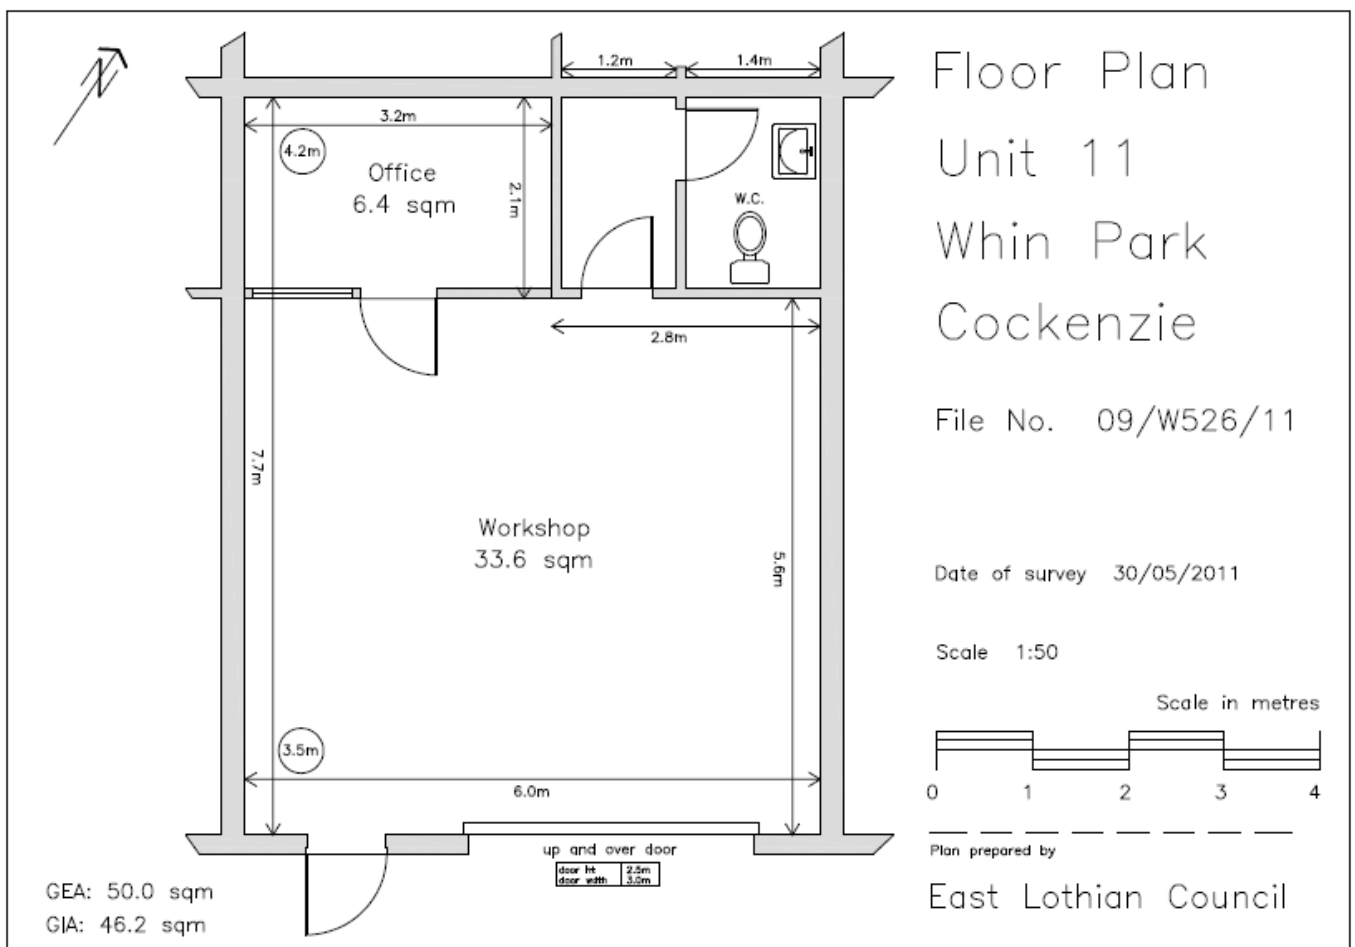 1.2m
1.4m
3.2m
4.2m
Office
6.4 sqm
2.1m
W.C.
2.8m
7.7m
Workshop
33.6 sqm
5.6m
3.5m
6.0m
up and over door
door ht 2.5m
door width 3.0m
GEA: 50.0 sqm
GIA: 46.2 sqm
N
Floor Plan
Unit 11
Whin Park
Cockenzie
File No. 09/W526/11
Date of survey 30/05/2011
Scale 1:50
Scale in metres
0 1 2 3 4
Plan prepared by
East Lothian Council